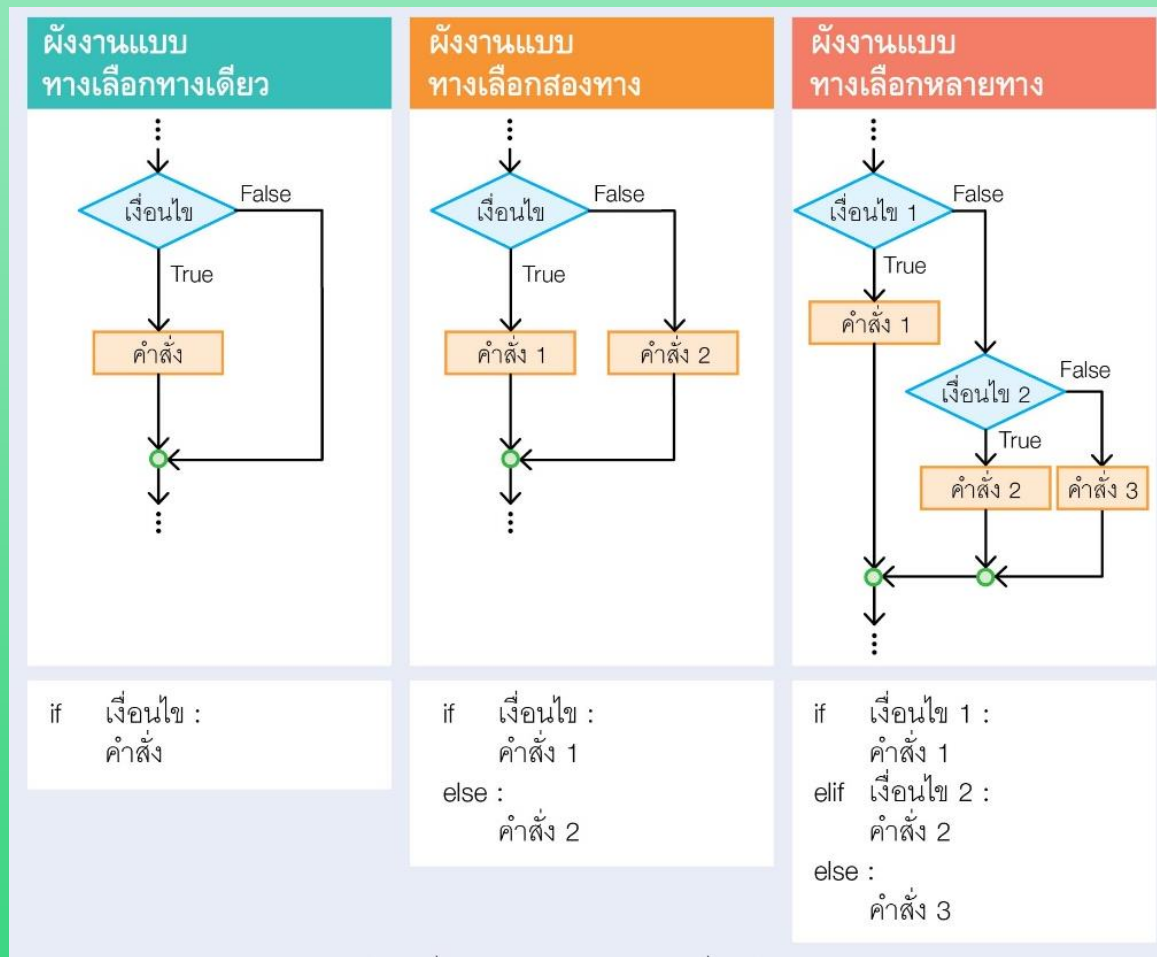 ผังงานแบบ
ทางเลือกทางเดียว
เงื่อนไข
False
True
คำสั่ง
if เงื่อนไข :
คำสั่ง
ผังงานแบบ
ทางเลือกสองทาง
เงื่อนไข
False
True
คำสั่ง 1
คำสั่ง 2
if เงื่อนไข :
คำสั่ง 1
else :
คำสั่ง 2
ผังงานแบบ
ทางเลือกหลายทาง
เงื่อนไข 1
False
True
คำสั่ง 1
เงื่อนไข 2
False
True
คำสั่ง 2
คำสั่ง 3
if เงื่อนไข 1 :
คำสั่ง 1
elif เงื่อนไข 2 :
คำสั่ง 2
else :
คำสั่ง 3